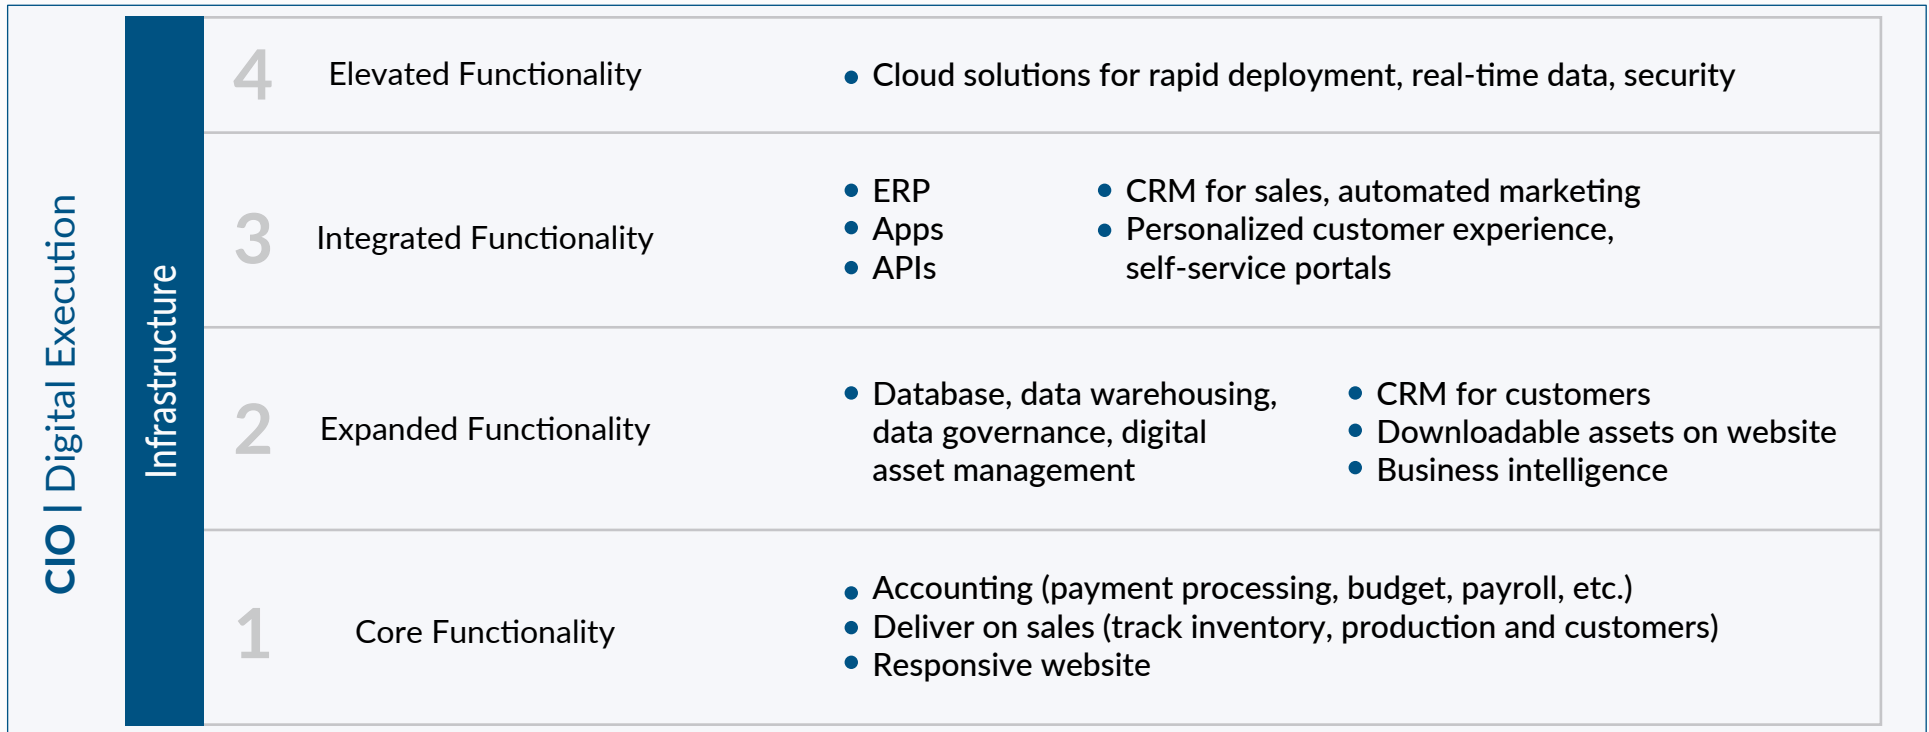 CIO | Digital Execution
Infrastructure
4
Elevated Functionality
• Cloud solutions for rapid deployment, real-time data, security
3
Integrated Functionality
• ERP
• Apps
• APIs
• CRM for sales, automated marketing
• Personalized customer experience,
self-service portals
2
Expanded Functionality
• Database, data warehousing,
data governance, digital
asset management
• CRM for customers
• Downloadable assets on website
• Business intelligence
1
Core Functionality
• Accounting (payment processing, budget, payroll, etc.)
• Deliver on sales (track inventory, production and customers)
• Responsive website